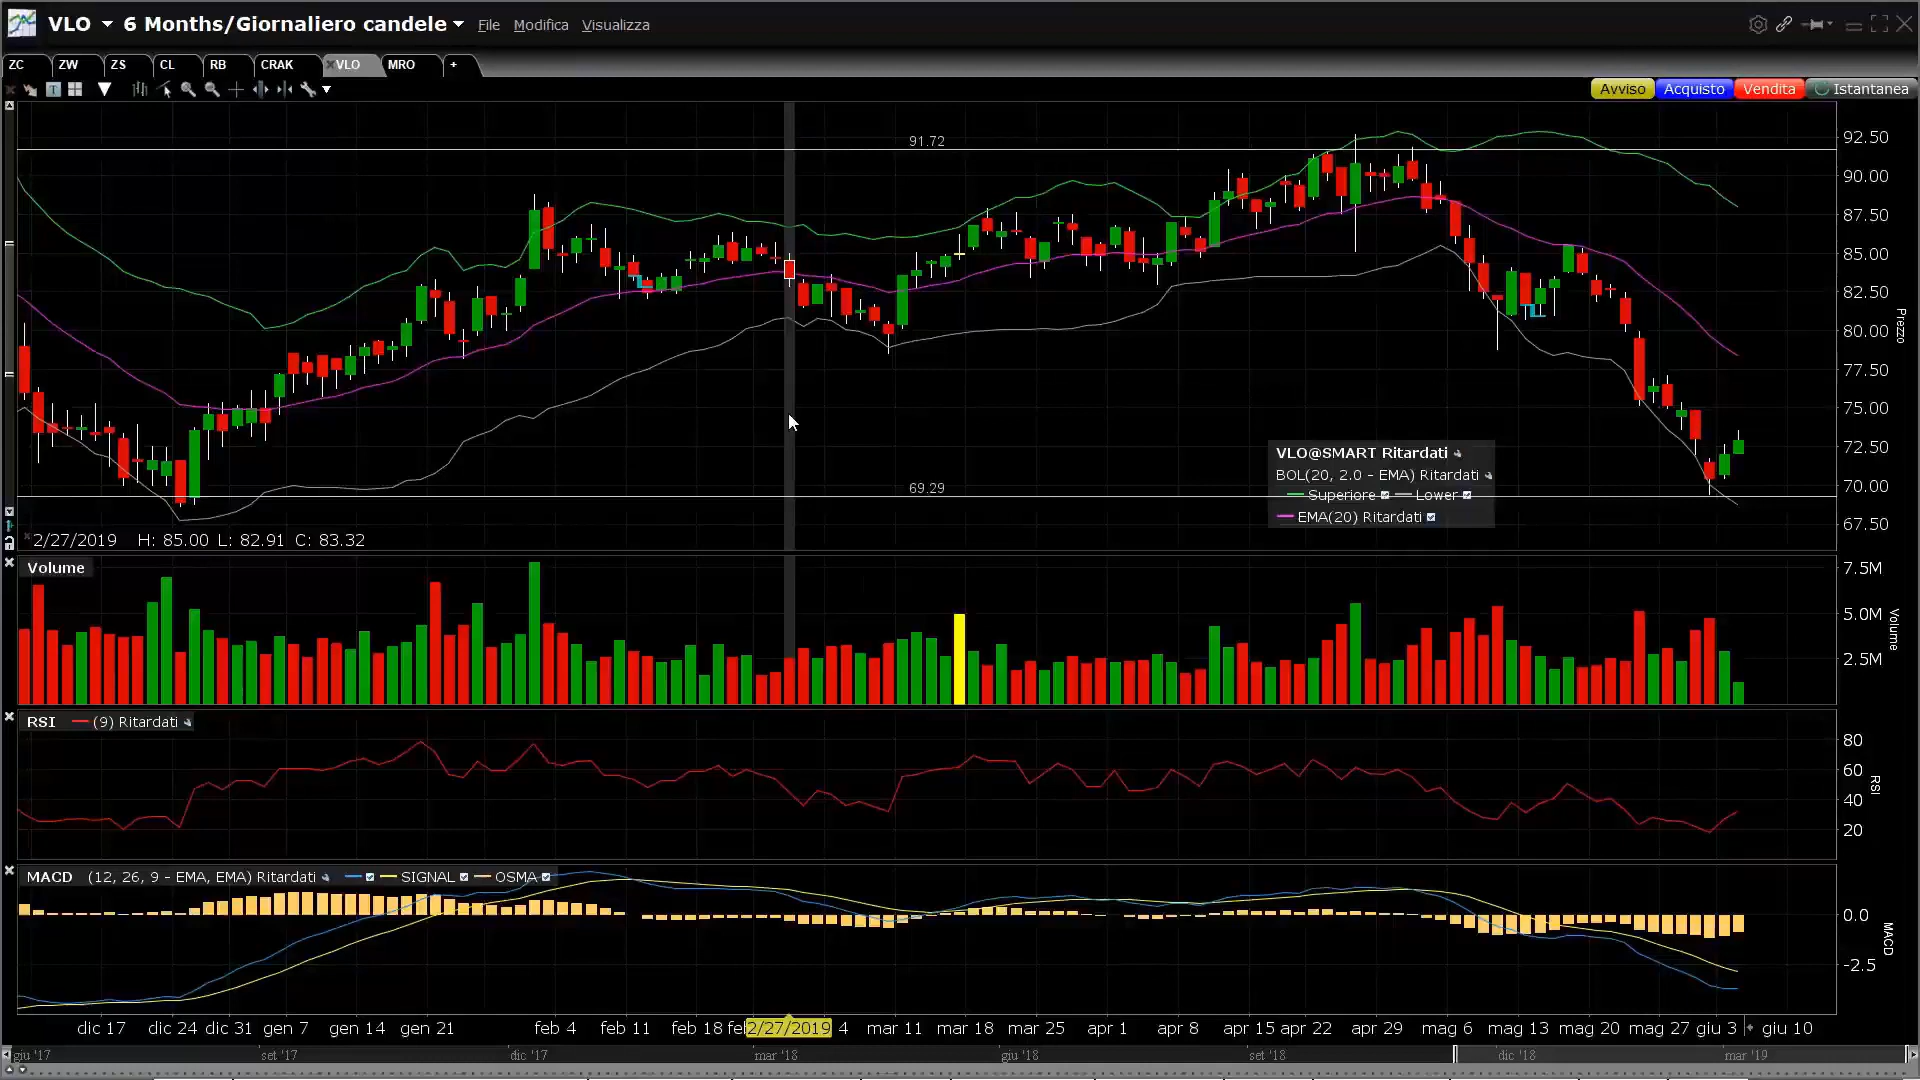 VLO 6 Months/Giornaliero candele File Modifica Visualizza
ZC ZW ZS CL RB CRAK VLO MRO +
Avviso Acquisto Vendita Istantanea
91.72
69.29
92.50
90.00
87.50
85.00
82.50
80.00
77.50
75.00
72.50
70.00
67.50
Prezzo
VLO@SMART Ritardati
BOL(20, 2.0 - EMA) Ritardati
Superiore Lower
EMA(20) Ritardati
2/27/2019 H: 85.00 L: 82.91 C: 83.32
Volume
7.5M
5.0M
2.5M
Volume
RSI (9) Ritardati
80
60
40
20
RSI
MACD (12, 26, 9 - EMA, EMA) Ritardati SIGNAL OSMA
0.0
-2.5
MACD
dic 17 dic 24 dic 31 gen 7 gen 14 gen 21 feb 4 feb 11 feb 18 fe 2/27/2019 4 mar 11 mar 18 mar 25 apr 1 apr 8 apr 15 apr 22 apr 29 mag 6 mag 13 mag 20 mag 27 giu 3 giu 10
giu '17 set '17 dic '17 mar '18 giu '18 set '18 dic '18 mar '19